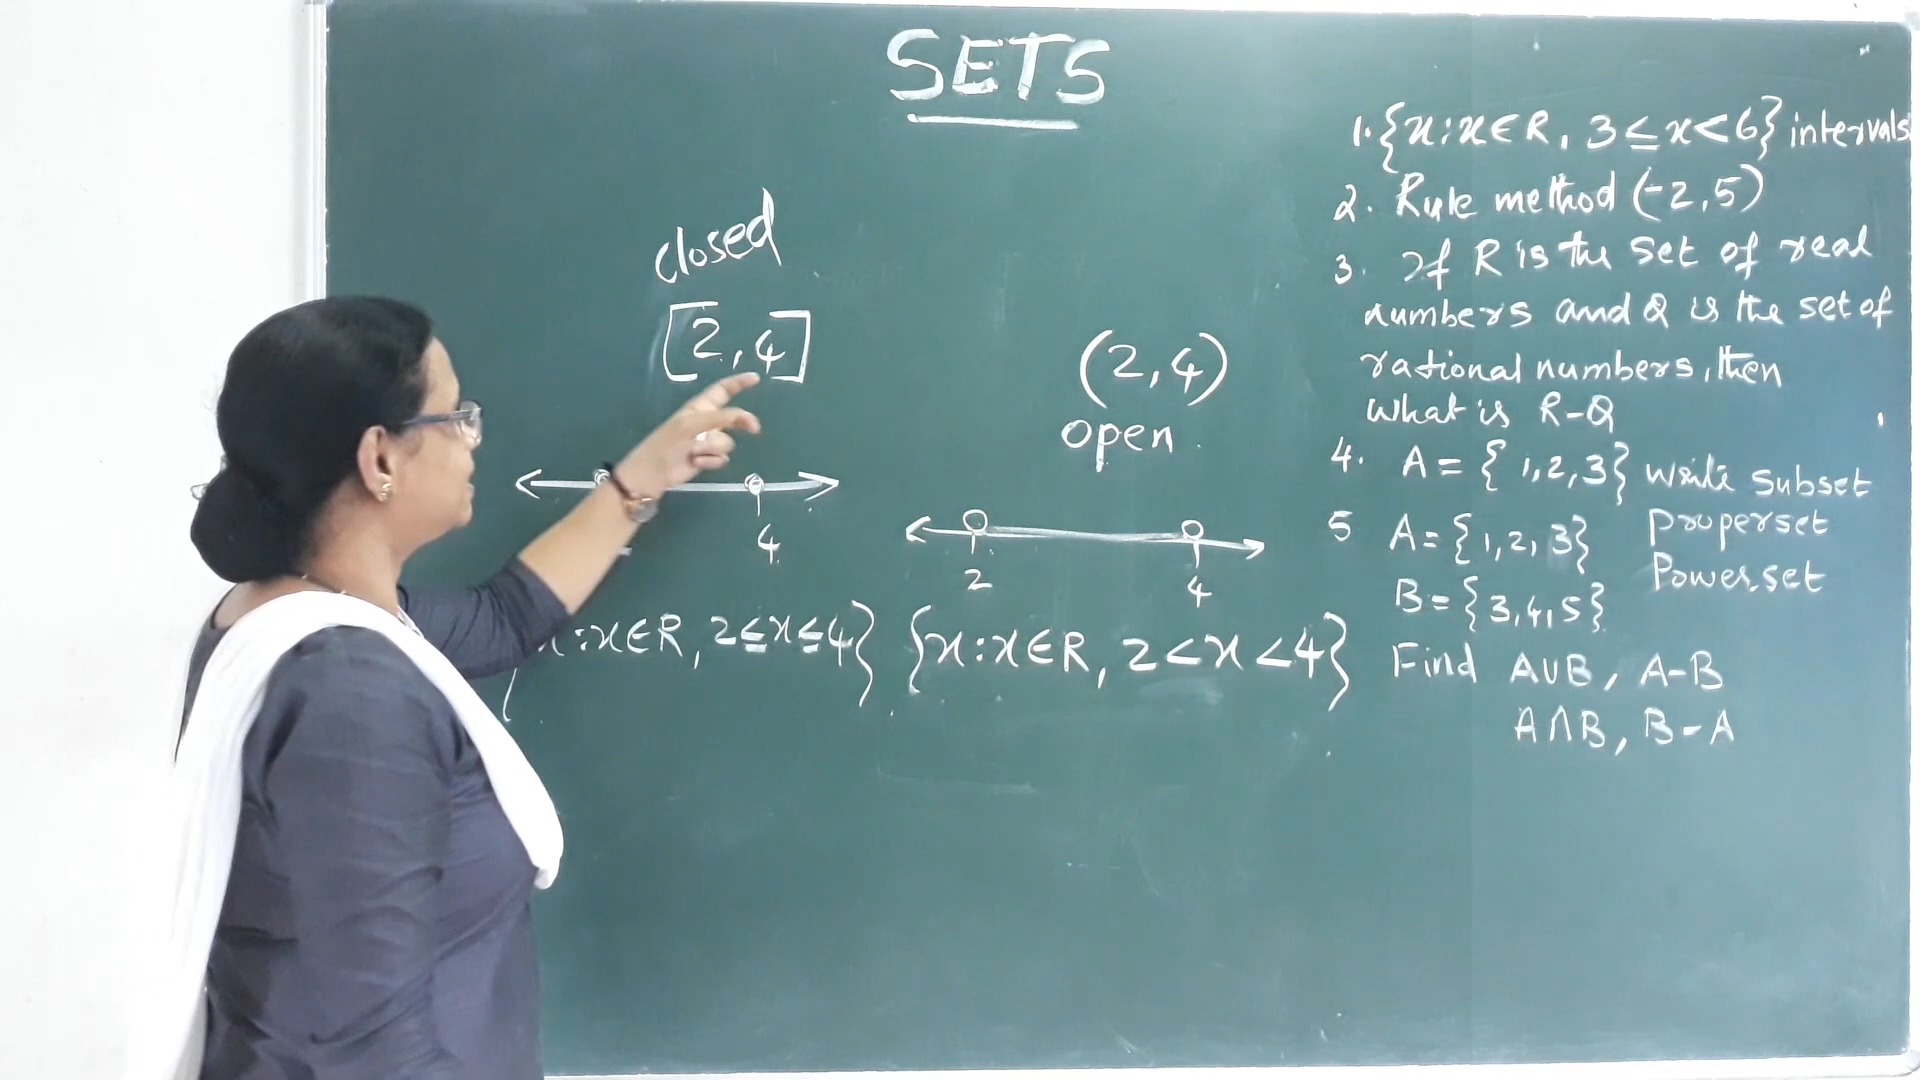 SETS
closed
[2,4]
4
:x∈R, 2≤x≤4}
(2,4)
open
2
4
{x:x∈R, 2<x<4}
1. {x:x∈R, 3≤x<6} intervals
2. Rule method (-2,5)
3. If R is the set of real
numbers and Q is the set of
rational numbers, then
what is R-Q
4. A = {1,2,3} write subset
properset
Power set
5 A={1,2,3}
B={3,4,5}
Find A∪B, A-B
A∩B, B-A